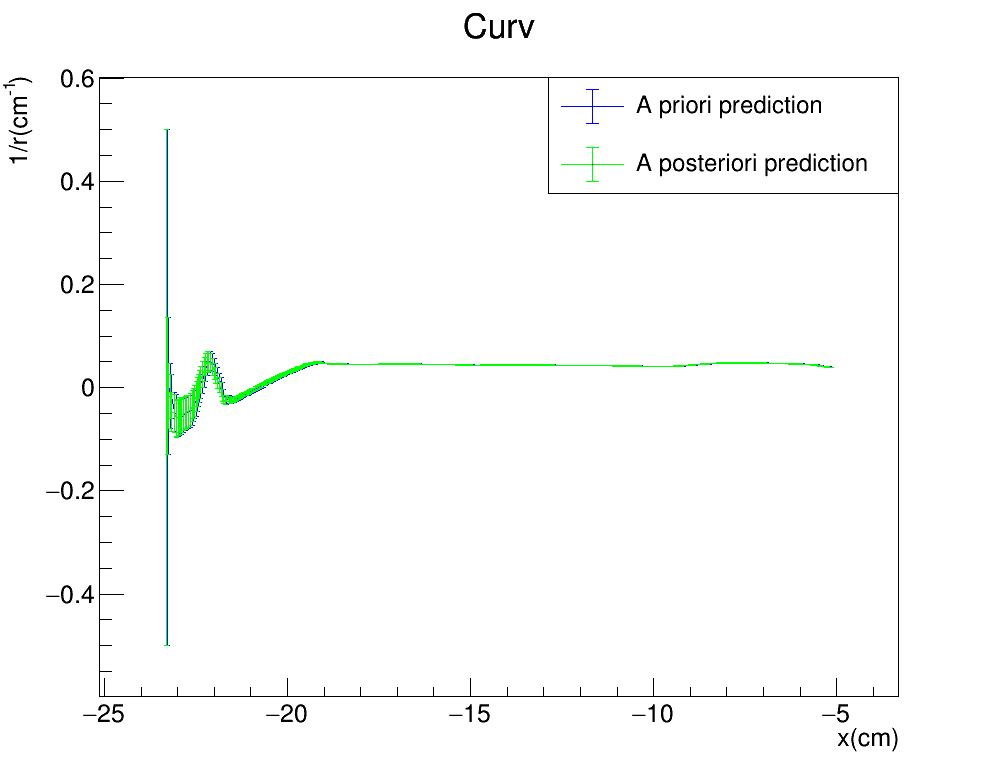 Curv
1/r(cm⁻¹)
0.6
0.4
0.2
0
−0.2
−0.4
A priori prediction
A posteriori prediction
−25 −20 −15 −10 −5
x(cm)